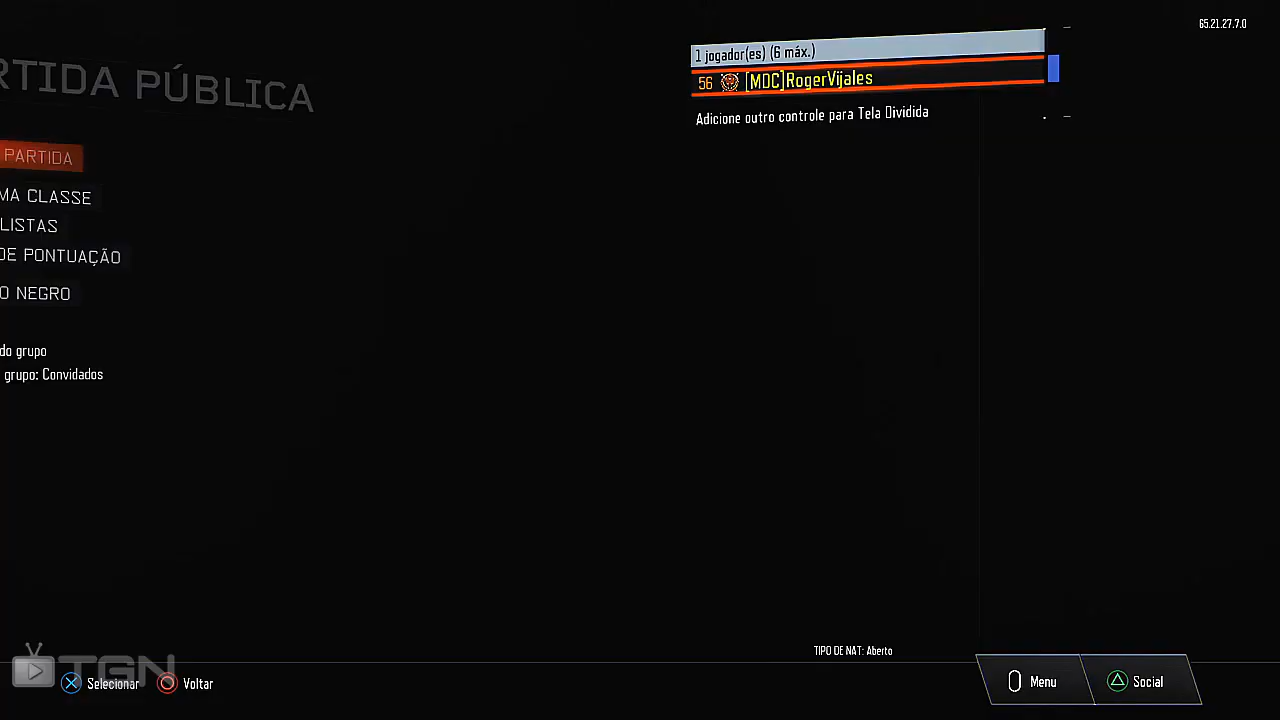 65.21.27.7.0
RTIDA PÚBLICA
1 jogador(es) (6 máx.)
56 [MDC]RogerVijales
Adicione outro controle para Tela Dividida
PARTIDA
MA CLASSE
LISTAS
DE PONTUAÇÃO
O NEGRO
do grupo
grupo: Convidados
TIPO DE NAT: Aberto
TGN
Selecionar
Voltar
Menu
Social